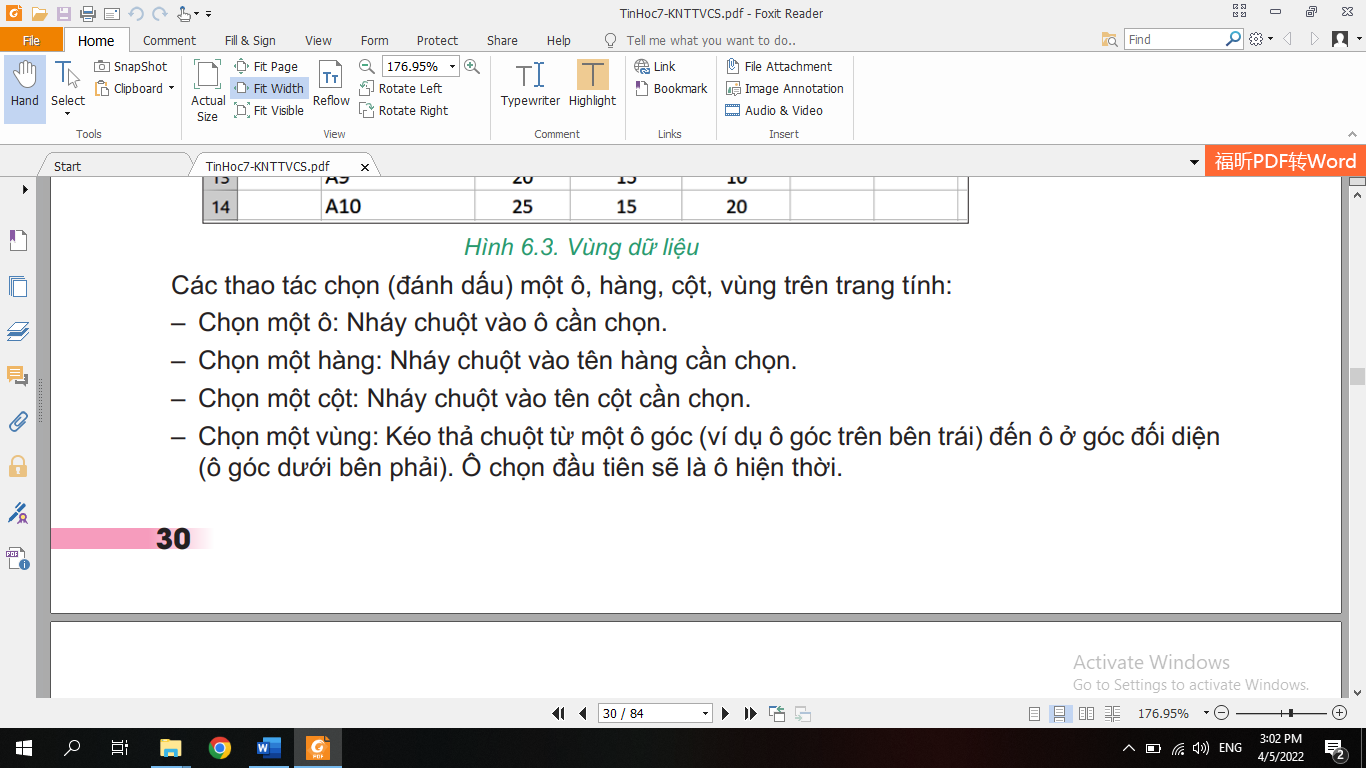 TinHoc7-KNTTVCS.pdf - Foxit Reader
File Home Comment Fill & Sign View Form Protect Share Help Tell me what you want to do.. Find
Hand
Select
SnapShot
Clipboard
Tools
Actual Size
Fit Page
Fit Width
Fit Visible
Reflow
176.95%
Rotate Left
Rotate Right
View
Typewriter
Highlight
Comment
Link
Bookmark
Links
File Attachment
Image Annotation
Audio & Video
Insert
Start
TinHoc7-KNTTVCS.pdf
福昕PDF转Word
13 A9 20 15 10
14 A10 25 15 20
Hình 6.3. Vùng dữ liệu
Các thao tác chọn (đánh dấu) một ô, hàng, cột, vùng trên trang tính:
– Chọn một ô: Nháy chuột vào ô cần chọn.
– Chọn một hàng: Nháy chuột vào tên hàng cần chọn.
– Chọn một cột: Nháy chuột vào tên cột cần chọn.
– Chọn một vùng: Kéo thả chuột từ một ô góc (ví dụ ô góc trên bên trái) đến ô ở góc đối diện
(ô góc dưới bên phải). Ô chọn đầu tiên sẽ là ô hiện thời.
30
Activate Windows
Go to Settings to activate Windows.
30 / 84
176.95%
ENG
3:02 PM
4/5/2022
2